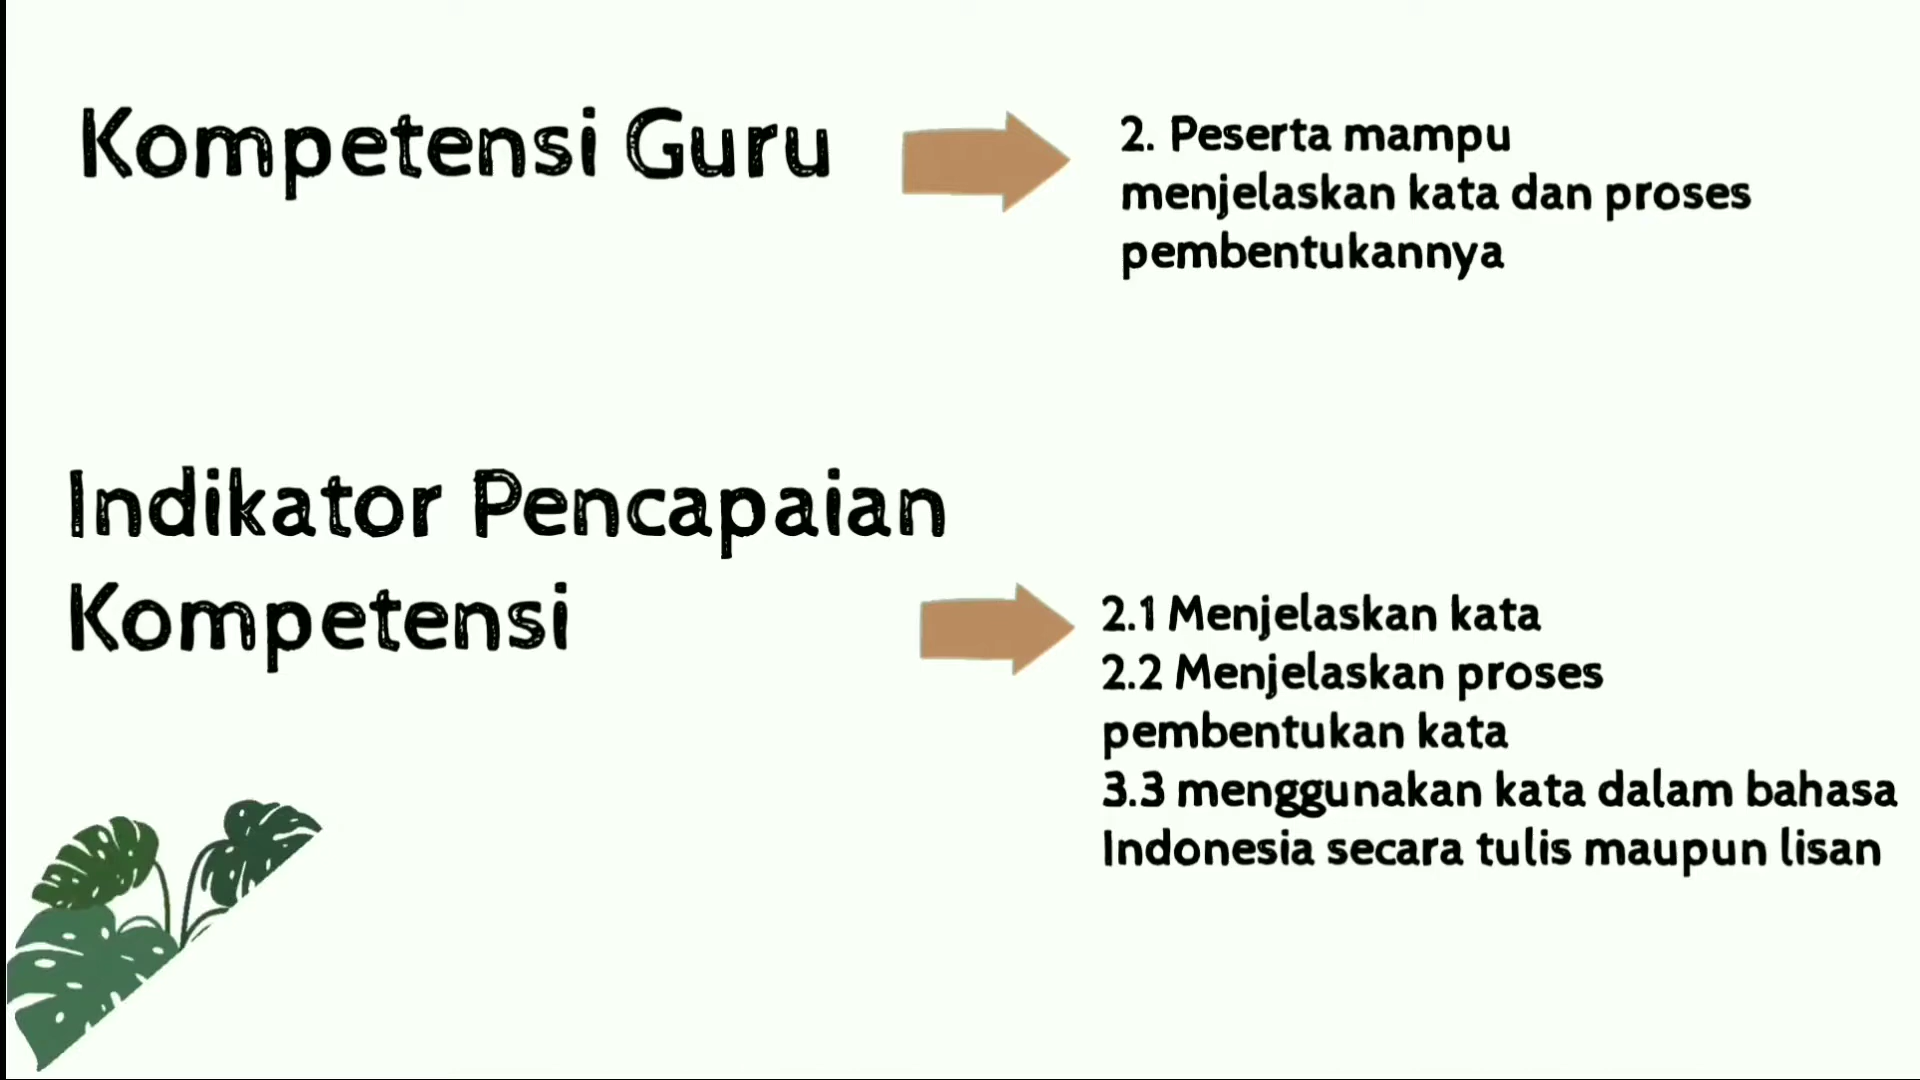 Kompetensi Guru
2. Peserta mampu
menjelaskan kata dan proses
pembentukannya
Indikator Pencapaian
Kompetensi
2.1 Menjelaskan kata
2.2 Menjelaskan proses
pembentukan kata
3.3 menggunakan kata dalam bahasa
Indonesia secara tulis maupun lisan